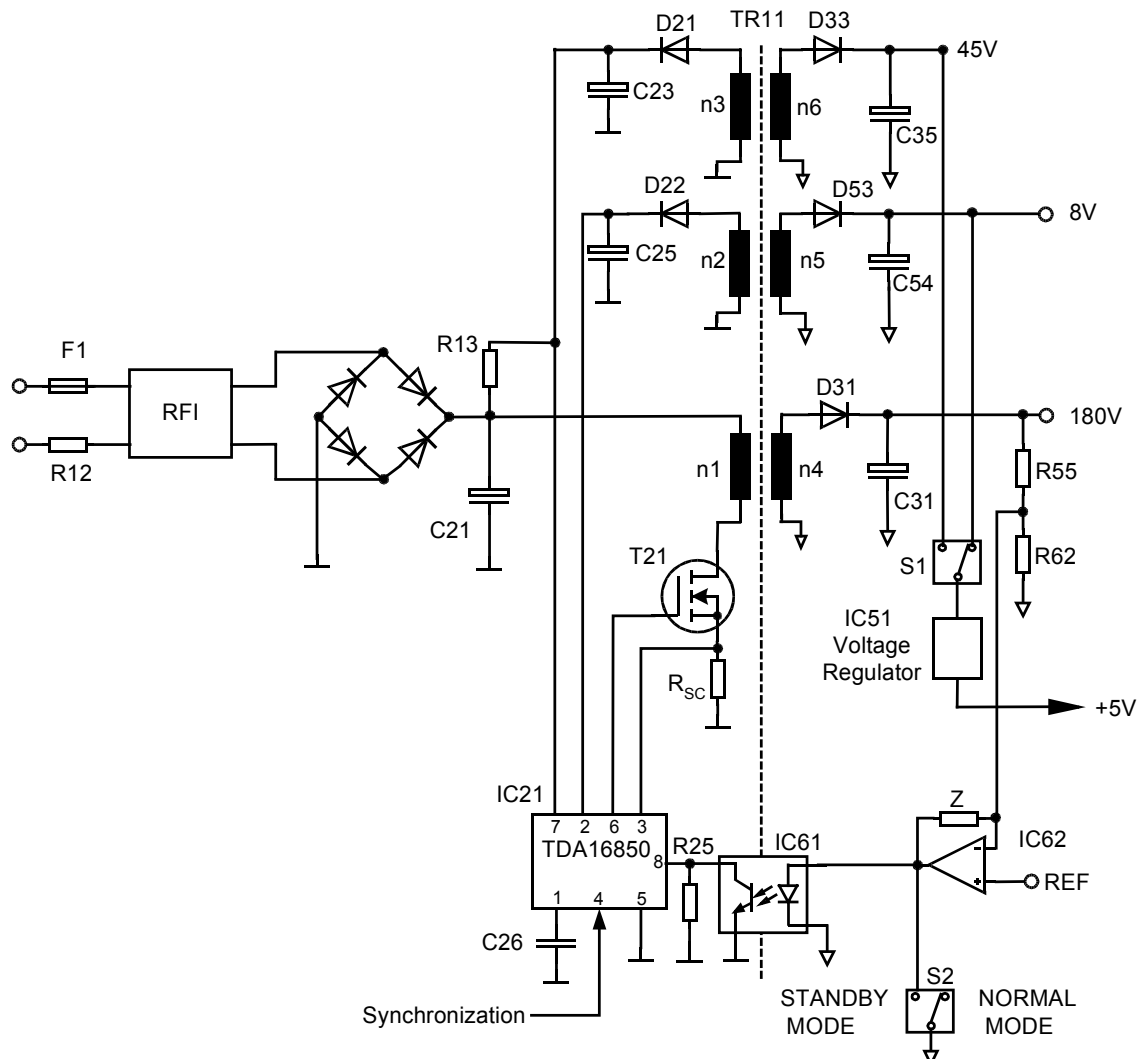 D21
TR11
D33
45V
C23
n3
n6
C35
D22
D53
8V
C25
n2
n5
C54
F1
R13
D31
RFI
180V
R12
n1
n4
R55
C21
C31
T21
S1
R62
IC51
Voltage
Regulator
RSC
+5V
IC21
Z
7 2 6 3
TDA16850
8
R25
IC61
IC62
-
+
REF
1 4 5
C26
S2
STANDBY
MODE
NORMAL
MODE
Synchronization